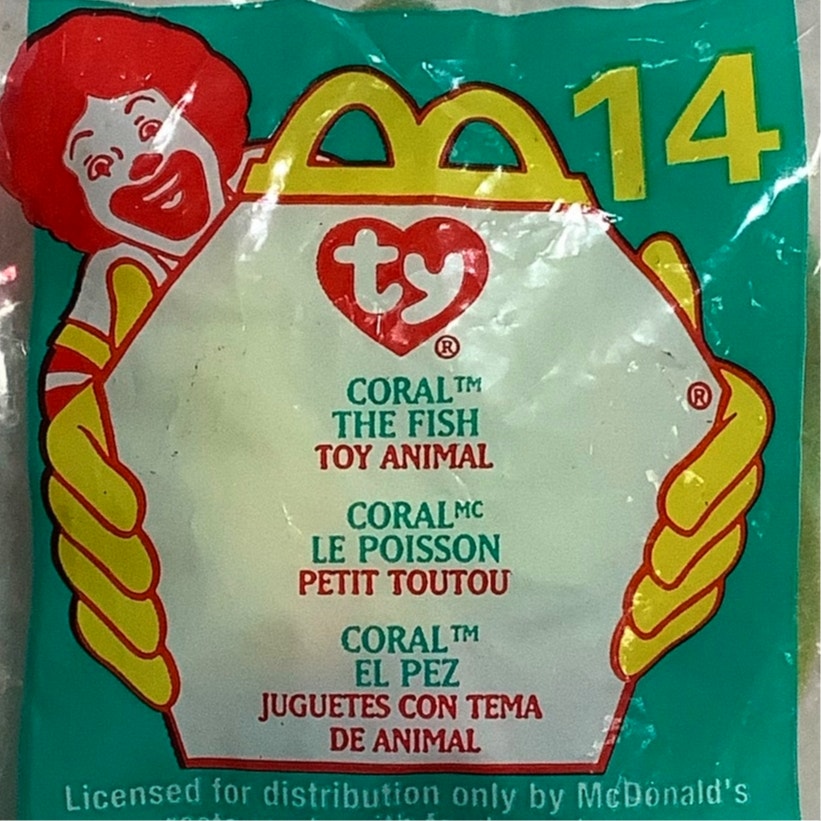 14
ty
®
®
CORAL™
THE FISH
TOY ANIMAL
CORALᴹᶜ
LE POISSON
PETIT TOUTOU
CORAL™
EL PEZ
JUGUETES CON TEMA
DE ANIMAL
Licensed for distribution only by McDonald's